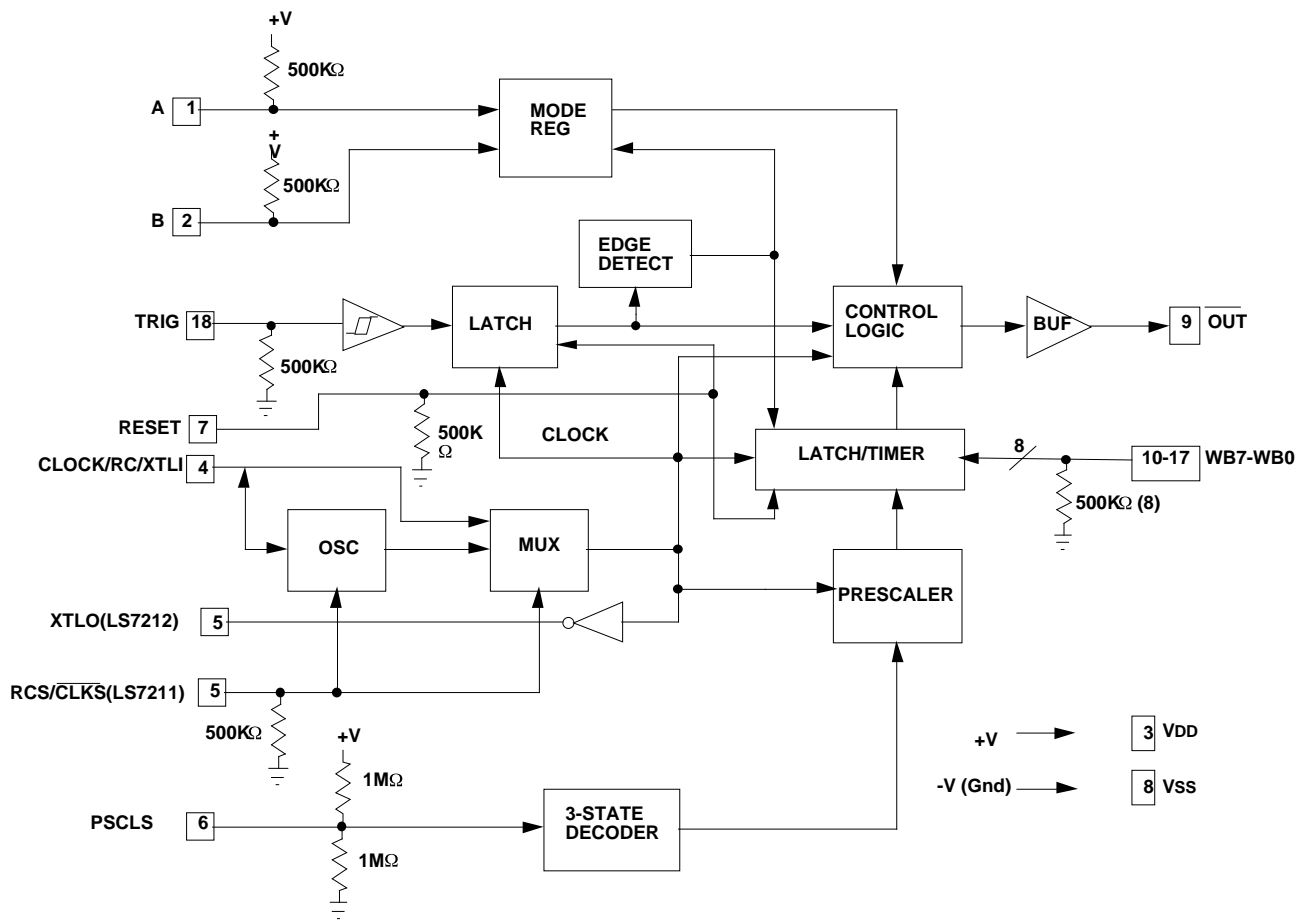 +V
500KΩ
A 1
MODE
REG
+
V
500KΩ
B 2
EDGE
DETECT
TRIG 18
LATCH
CONTROL
LOGIC
BUF
9 OUT
500KΩ
RESET 7
500K
Ω
CLOCK
LATCH/TIMER
8
10-17 WB7-WB0
500KΩ (8)
CLOCK/RC/XTLI 4
OSC
MUX
PRESCALER
XTLO(LS7212) 5
RCS/CLKS(LS7211) 5
500KΩ
+V
1MΩ
+V
3 VDD
-V (Gnd)
8 VSS
PSCLS 6
3-STATE
DECODER
1MΩ